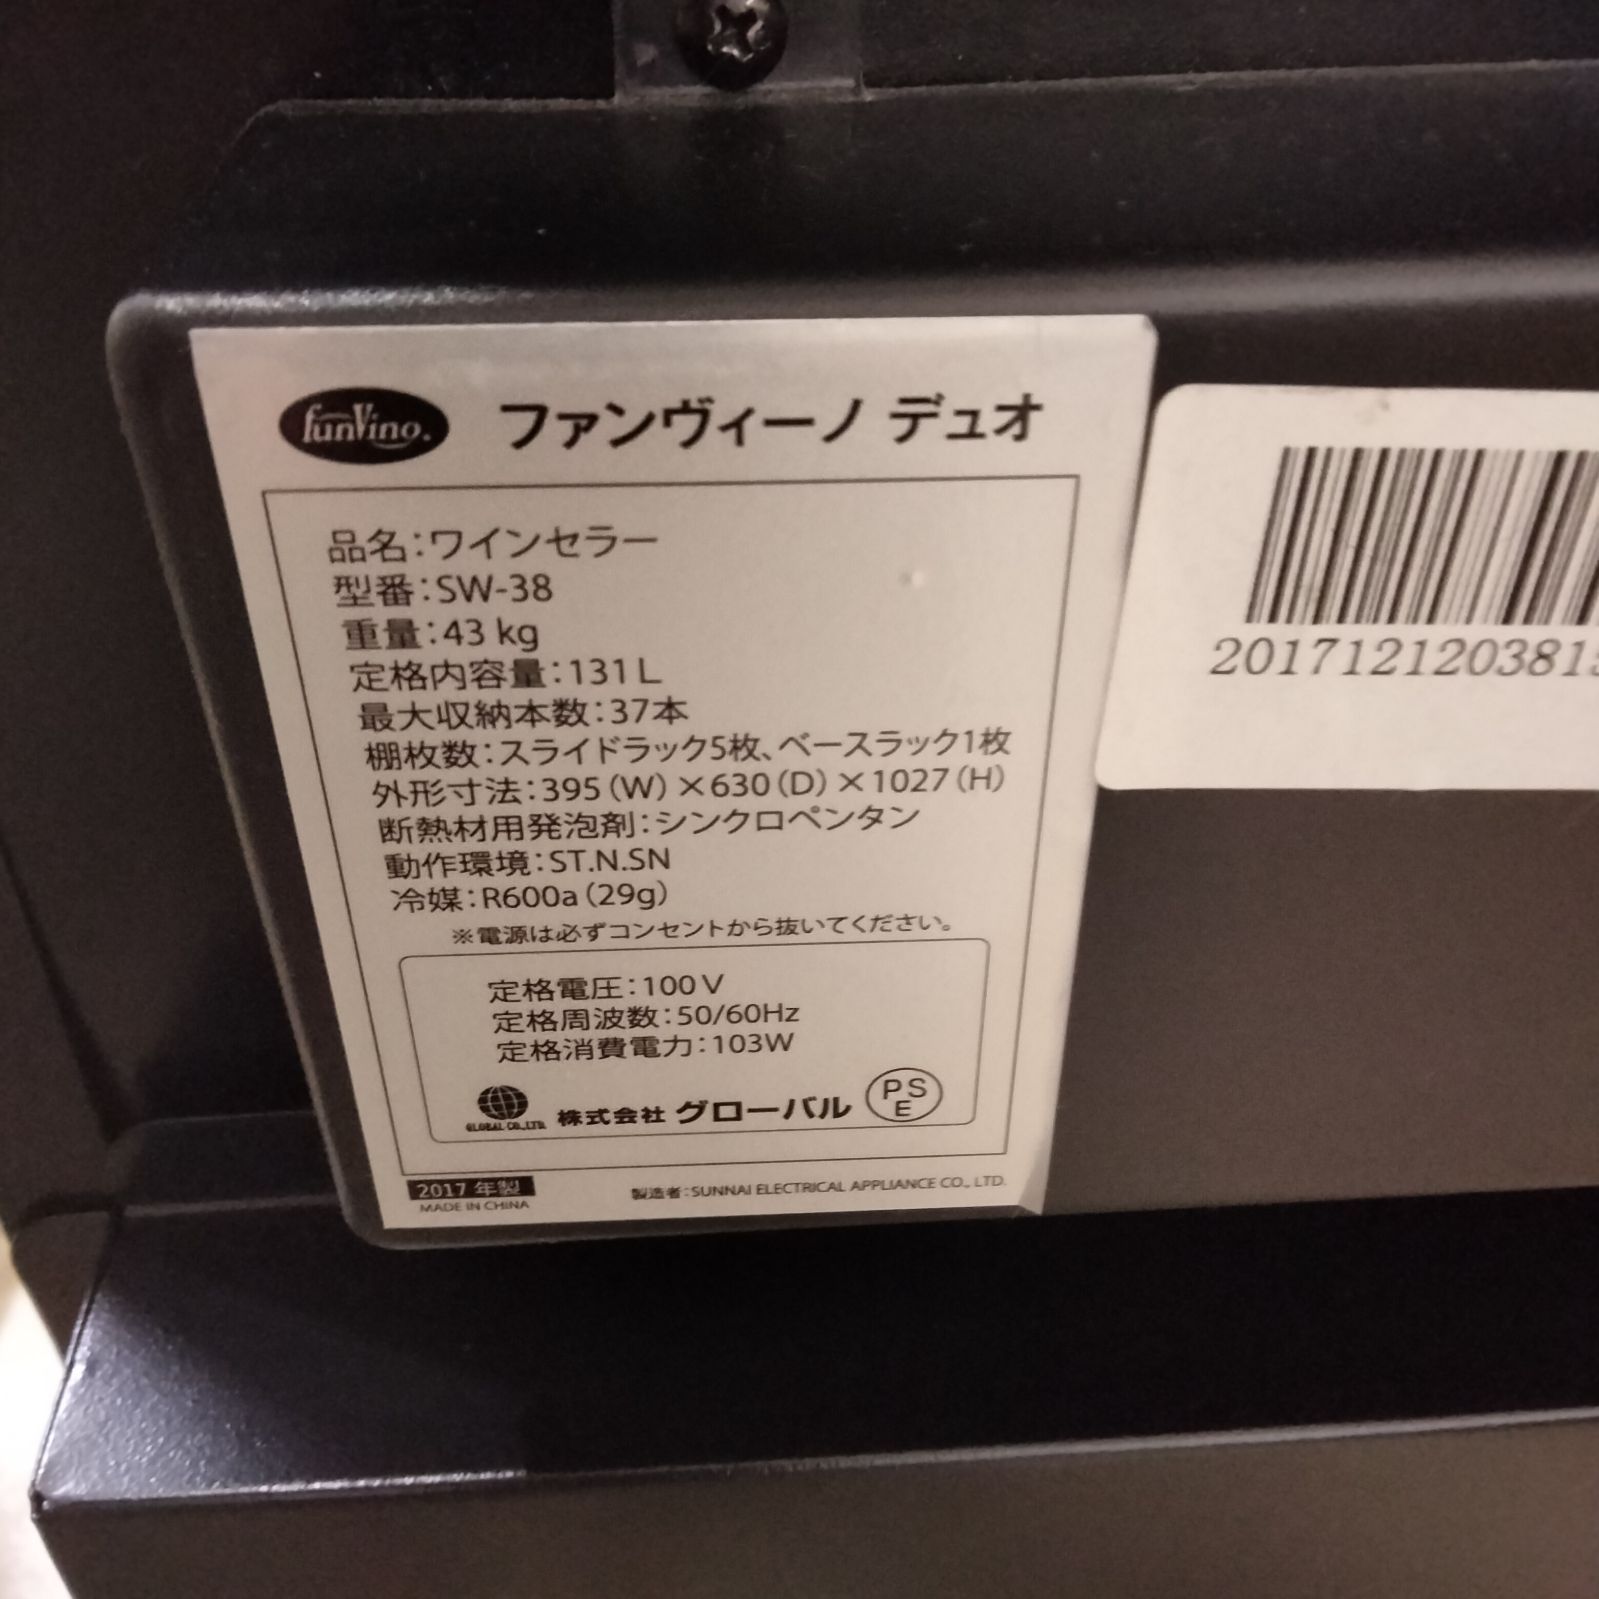 funVino. ファンヴィーノ デュオ
品名:ワインセラー
型番:SW-38
重量:43 kg
定格内容量:131L
最大収納本数:37本
棚枚数:スライドラック5枚、ベースラック1枚
外形寸法:395(W)×630(D)×1027(H)
断熱材用発泡剤:シンクロペンタン
動作環境:ST.N.SN
冷媒:R600a(29g)
※電源は必ずコンセントから抜いてください。
定格電圧:100V
定格周波数:50/60Hz
定格消費電力:103W
GLOBAL CO.,LTD. 株式会社 グローバル PSE
2017 年製 製造者:SUNNAI ELECTRICAL APPLIANCE CO., LTD.
MADE IN CHINA
2017121203815